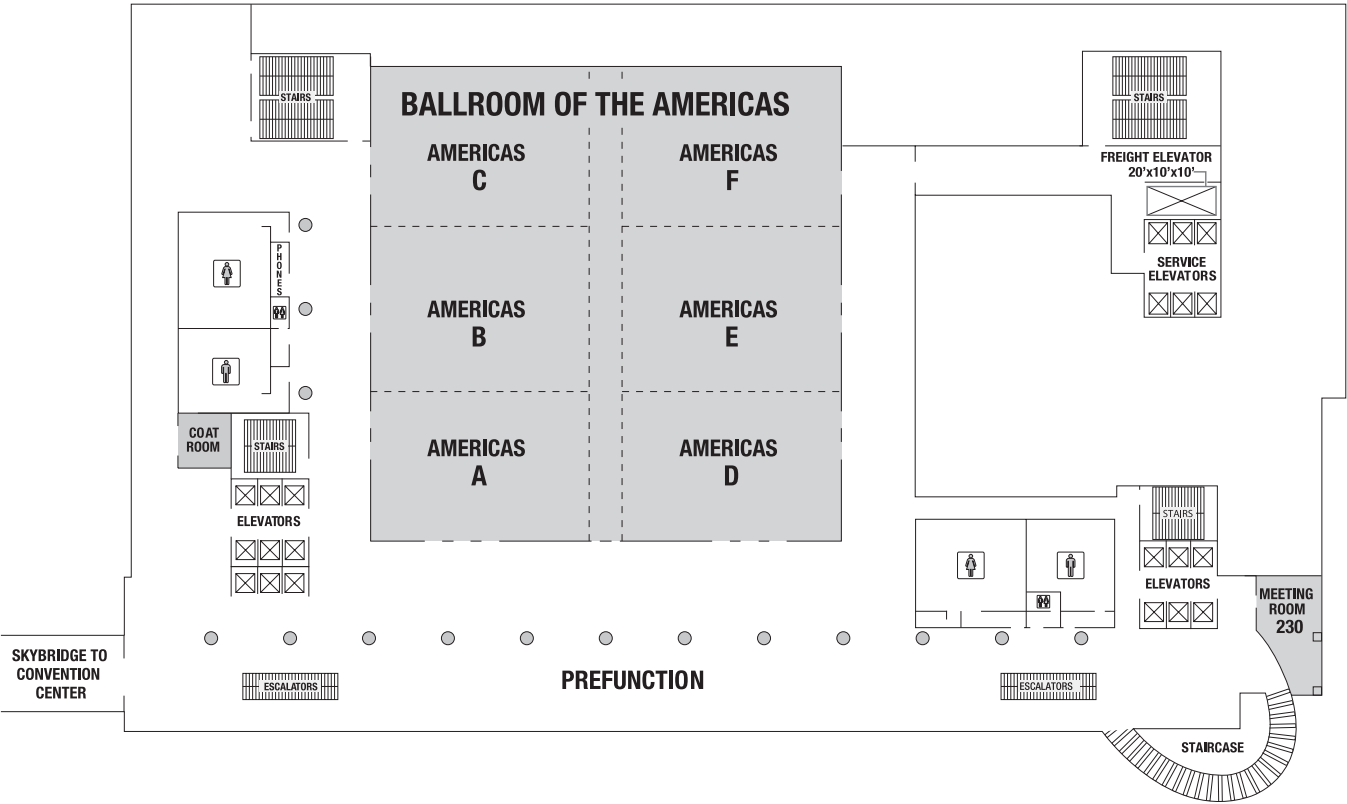 STAIRS
BALLROOM OF THE AMERICAS
STAIRS
AMERICAS
C
AMERICAS
F
FREIGHT ELEVATOR
20'x10'x10'
PHONES
SERVICE
ELEVATORS
AMERICAS
B
AMERICAS
E
COAT
ROOM
STAIRS
AMERICAS
A
AMERICAS
D
ELEVATORS
STAIRS
ELEVATORS
MEETING
ROOM
230
SKYBRIDGE TO
CONVENTION
CENTER
ESCALATORS
PREFUNCTION
ESCALATORS
STAIRCASE